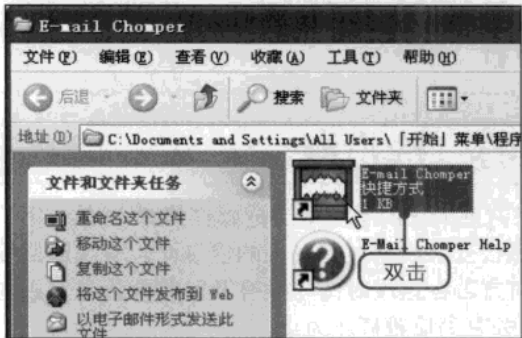 E-mail Chomper
文件(F) 编辑(E) 查看(V) 收藏(A) 工具(T) 帮助(H)
后退 搜索 文件夹
地址(D) C:\Documents and Settings\All Users\「开始」菜单\程序
文件和文件夹任务
重命名这个文件
移动这个文件
复制这个文件
将这个文件发布到 Web
以电子邮件形式发送此
文件
E-mail Chomper
快捷方式
1 KB
E-Mail Chomper Help
双击